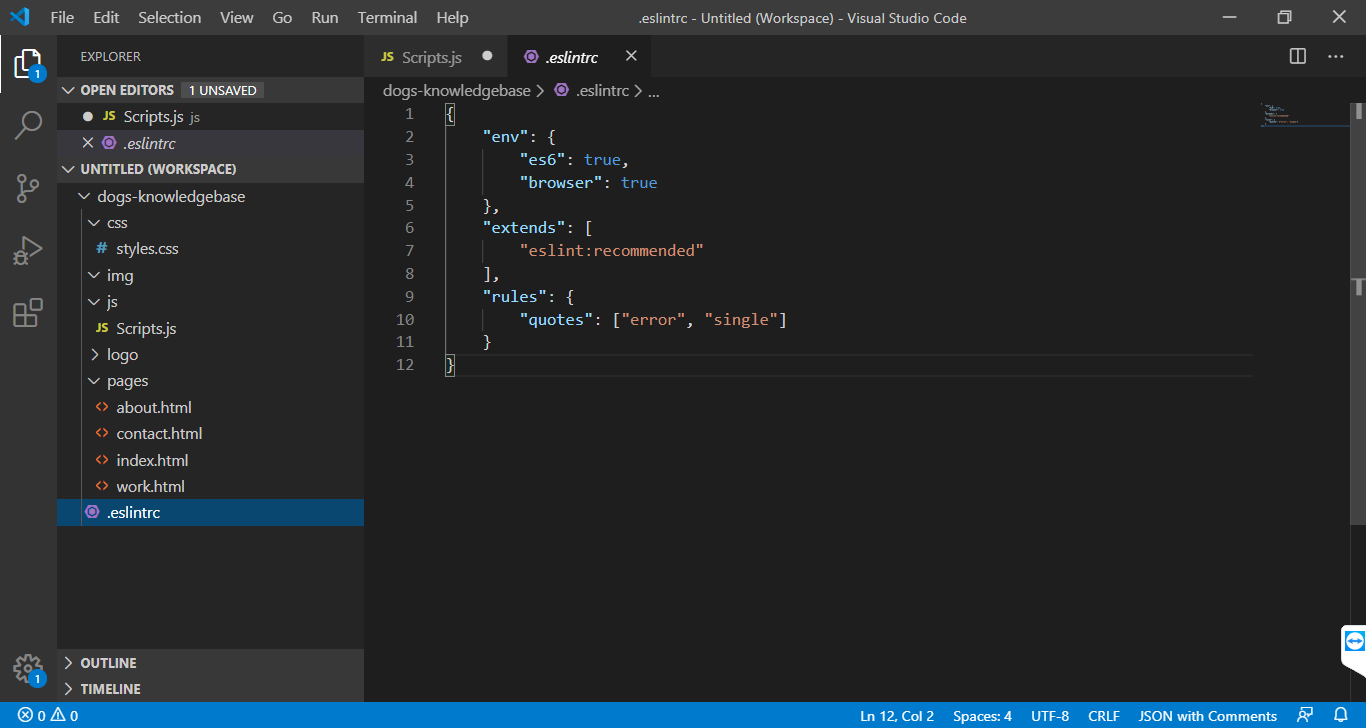 File Edit Selection View Go Run Terminal Help .eslintrc - Untitled (Workspace) - Visual Studio Code
EXPLORER
OPEN EDITORS 1 UNSAVED
JS Scripts.js js
.eslintrc
UNTITLED (WORKSPACE)
dogs-knowledgebase
css
# styles.css
img
js
JS Scripts.js
logo
pages
<> about.html
<> contact.html
<> index.html
<> work.html
.eslintrc
OUTLINE
TIMELINE
1
1
JS Scripts.js ● .eslintrc ×
dogs-knowledgebase > .eslintrc > ...
1 {
2 "env": {
3 "es6": true,
4 "browser": true
5 },
6 "extends": [
7 "eslint:recommended"
8 ],
9 "rules": {
10 "quotes": ["error", "single"]
11 }
12 }
0 0 Ln 12, Col 2 Spaces: 4 UTF-8 CRLF JSON with Comments